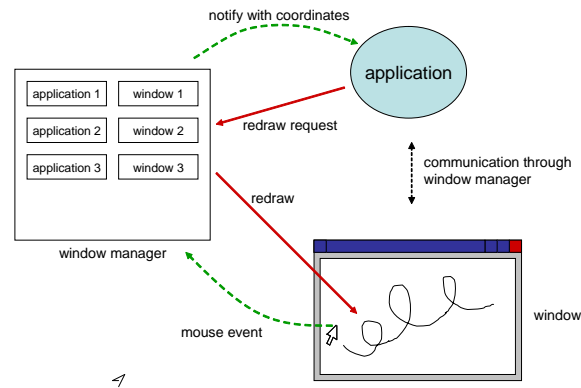 notify with coordinates
application
application 1
window 1
application 2
window 2
redraw request
application 3
window 3
communication through
window manager
redraw
window manager
window
mouse event